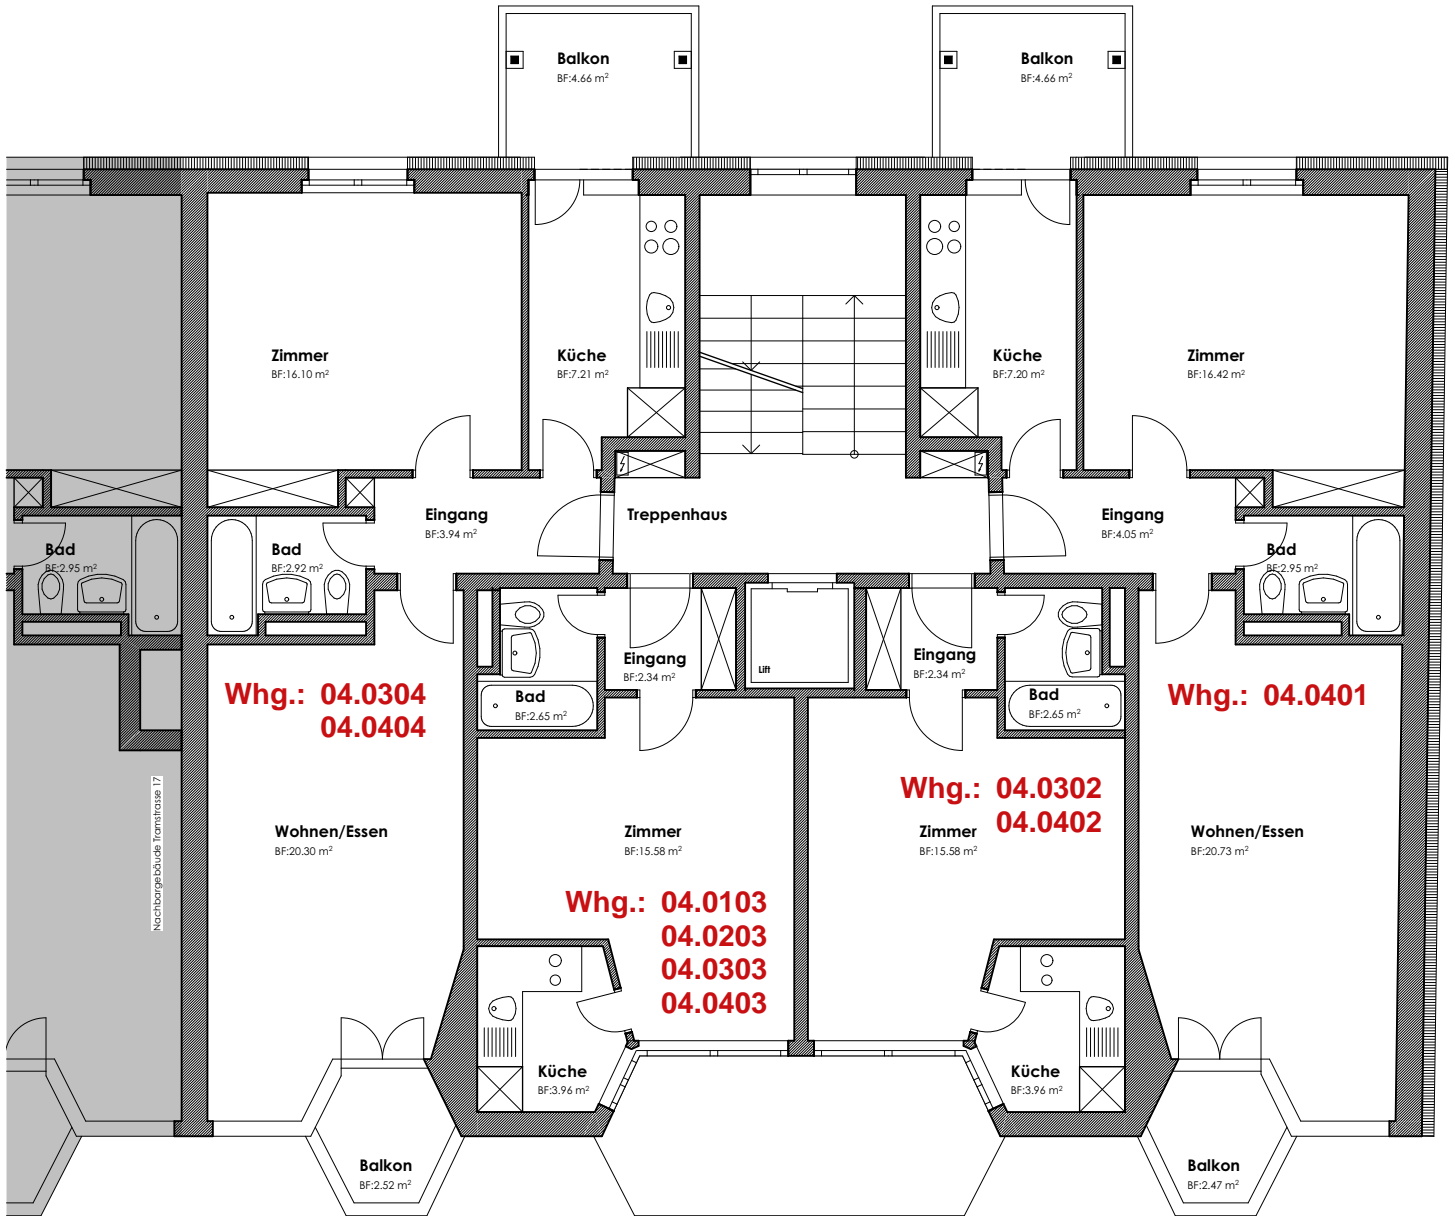 Balkon
BF:4.66 m²
Balkon
BF:4.66 m²
Zimmer
BF:16.10 m²
Küche
BF:7.21 m²
Küche
BF:7.20 m²
Zimmer
BF:16.42 m²
Bad
BF:2.95 m²
Bad
BF:2.92 m²
Eingang
BF:3.94 m²
Treppenhaus
Eingang
BF:4.05 m²
Bad
BF:2.95 m²
Eingang
BF:2.34 m²
Lift
Eingang
BF:2.34 m²
Bad
BF:2.65 m²
Bad
BF:2.65 m²
Whg.: 04.0304
04.0404
Whg.: 04.0401
Whg.: 04.0302
04.0402
Nachbargebäude Tramstrasse 17
Wohnen/Essen
BF:20.30 m²
Zimmer
BF:15.58 m²
Zimmer
BF:15.58 m²
Wohnen/Essen
BF:20.73 m²
Whg.: 04.0103
04.0203
04.0303
04.0403
Küche
BF:3.96 m²
Küche
BF:3.96 m²
Balkon
BF:2.52 m²
Balkon
BF:2.47 m²